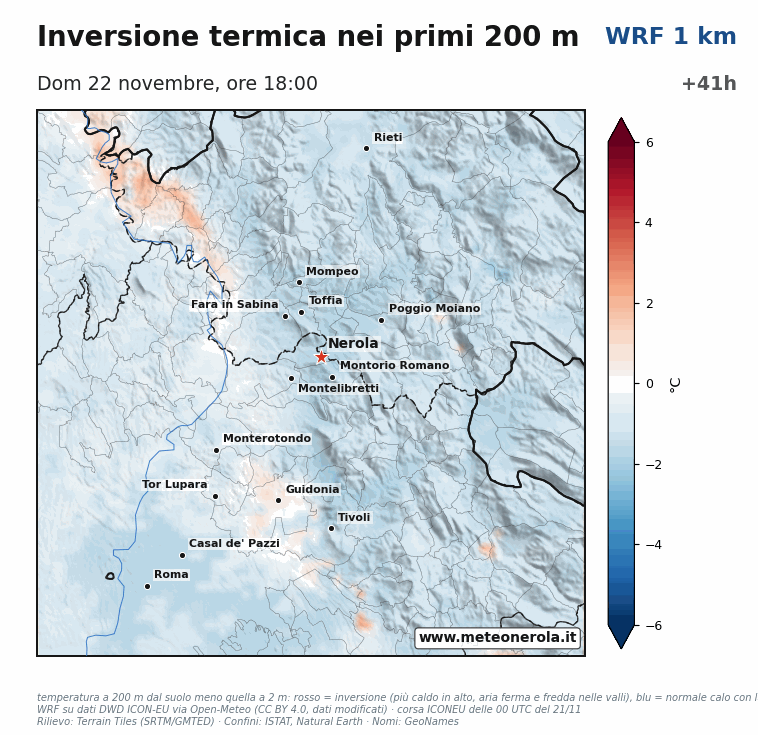 Inversione termica nei primi 200 m WRF 1 km
Dom 22 novembre, ore 18:00 +41h
Rieti
Mompeo
Toffia
Fara in Sabina
Poggio Moiano
Nerola
Montorio Romano
Montelibretti
Monterotondo
Tor Lupara
Guidonia
Tivoli
Casal de' Pazzi
Roma
www.meteonerola.it
6
4
2
0
−2
−4
−6
°C
temperatura a 200 m dal suolo meno quella a 2 m: rosso = inversione (più caldo in alto, aria ferma e fredda nelle valli), blu = normale calo con l
WRF su dati DWD ICON-EU via Open-Meteo (CC BY 4.0, dati modificati) · corsa ICONEU delle 00 UTC del 21/11
Rilievo: Terrain Tiles (SRTM/GMTED) · Confini: ISTAT, Natural Earth · Nomi: GeoNames